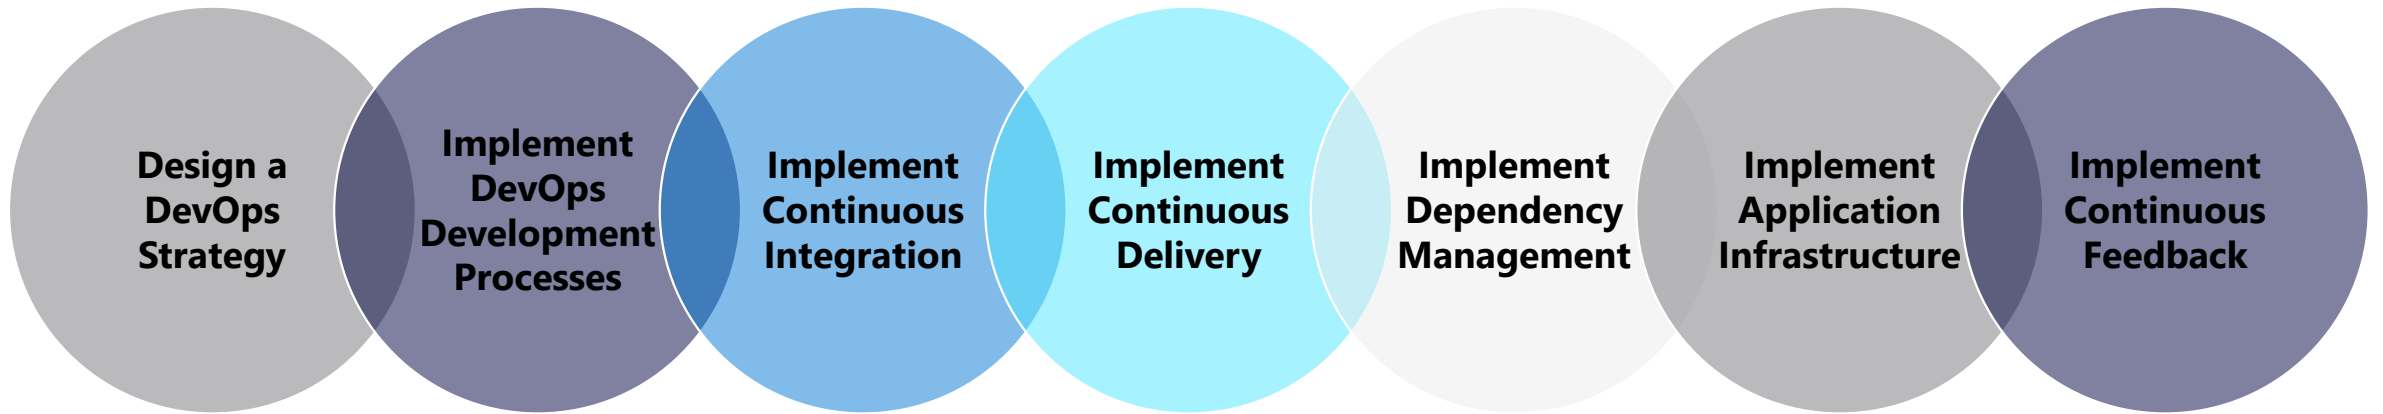 Design a
DevOps
Strategy
Implement
DevOps
Development
Processes
Implement
Continuous
Integration
Implement
Continuous
Delivery
Implement
Dependency
Management
Implement
Application
Infrastructure
Implement
Continuous
Feedback